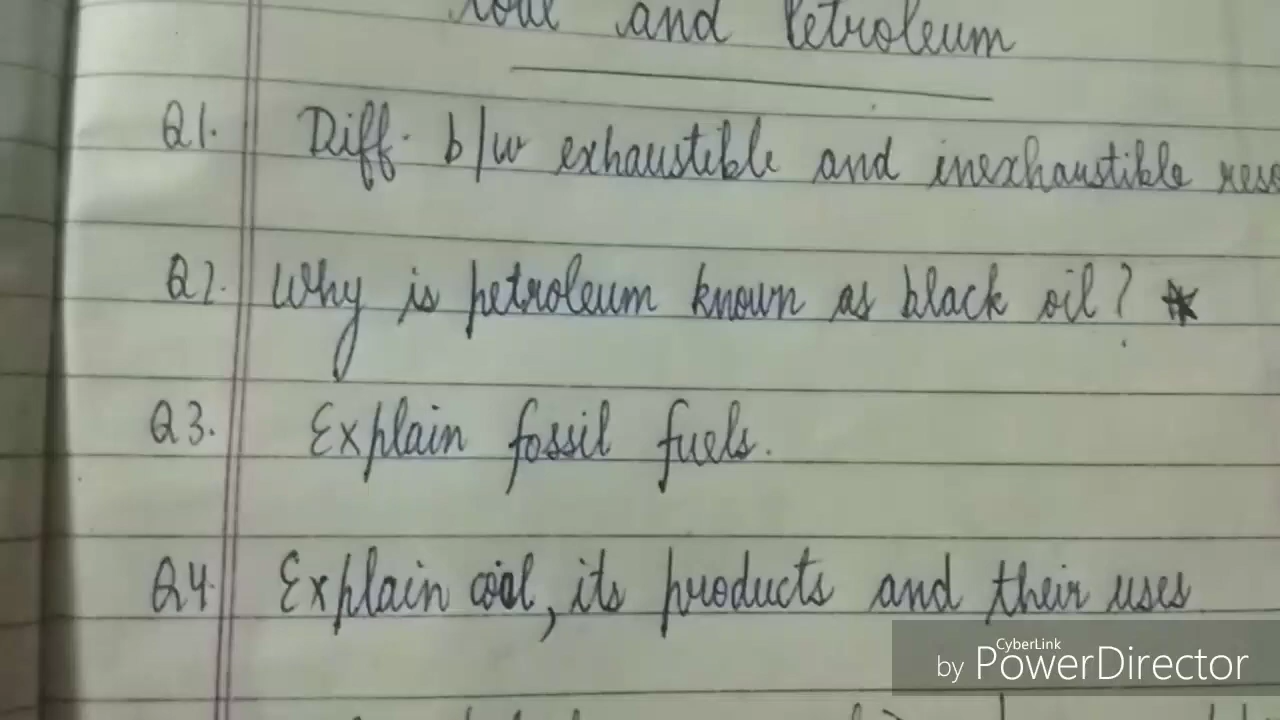 Coal and Petroleum
Q1. Diff. b/w exhaustible and inexhaustible
Q2. Why is petroleum known as black oil?
Q3. Explain fossil fuels.
Q4. Explain coal, its products and their uses
CyberLink
by PowerDirector